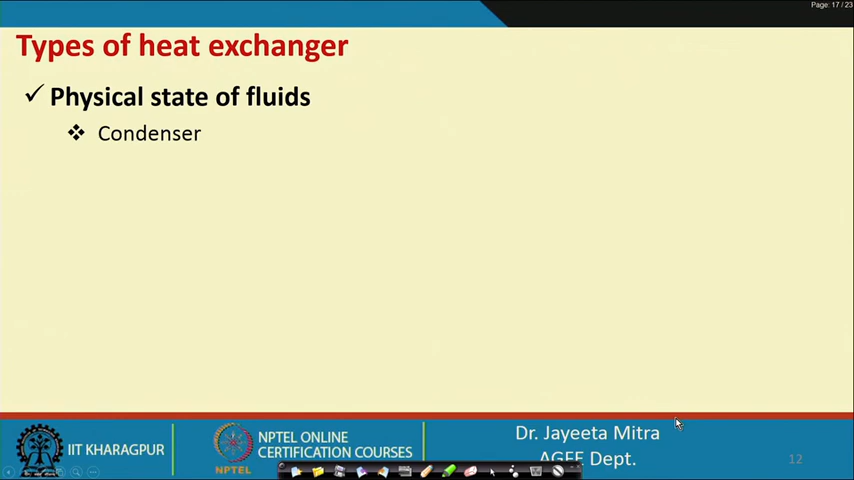 Page: 17 / 23
Types of heat exchanger
✓ Physical state of fluids
❖ Condenser
IIT KHARAGPUR
NPTEL
NPTEL ONLINE
CERTIFICATION COURSES
Dr. Jayeeta Mitra
AGFE Dept.
12